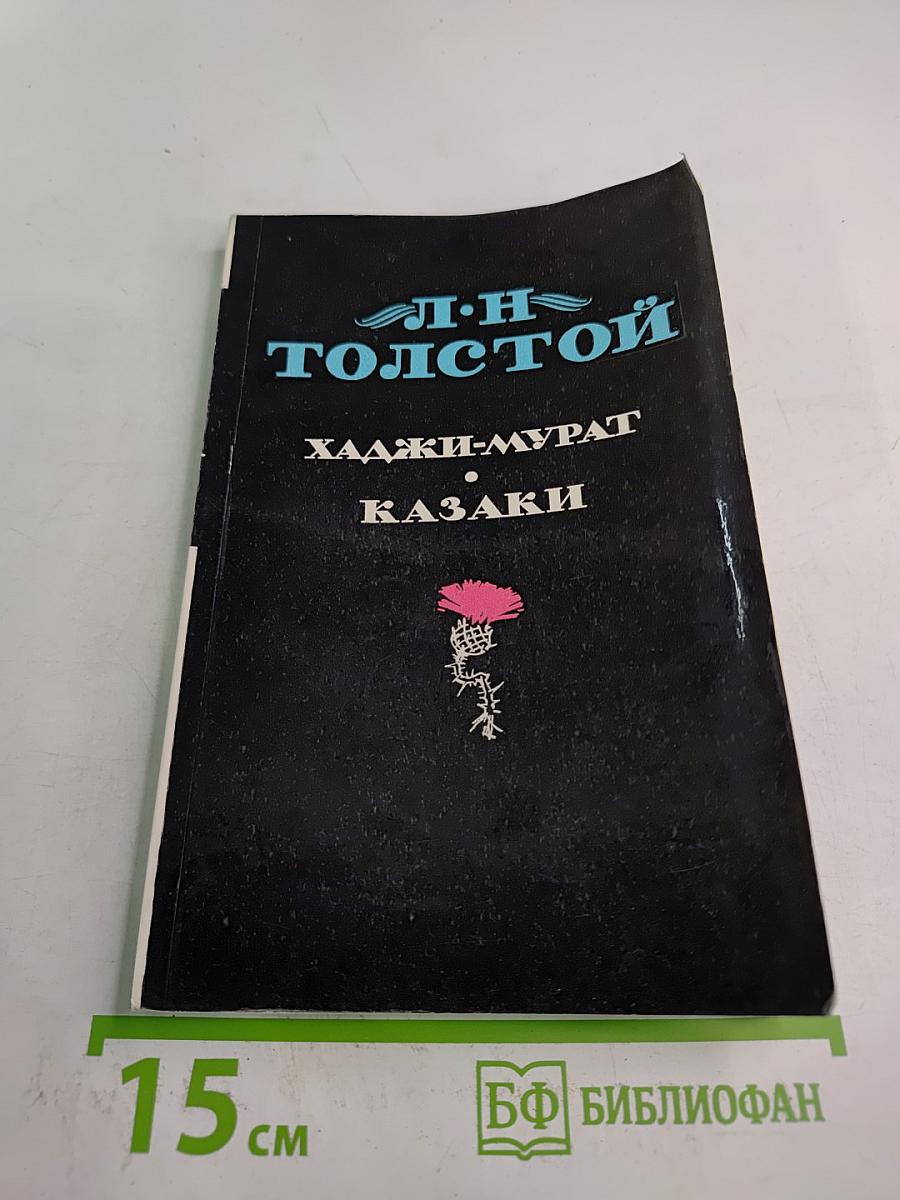 Л·Н
ТОЛСТОЙ
ХАДЖИ-МУРАТ
•
КАЗАКИ
15 см
БФ БИБЛИОФАН